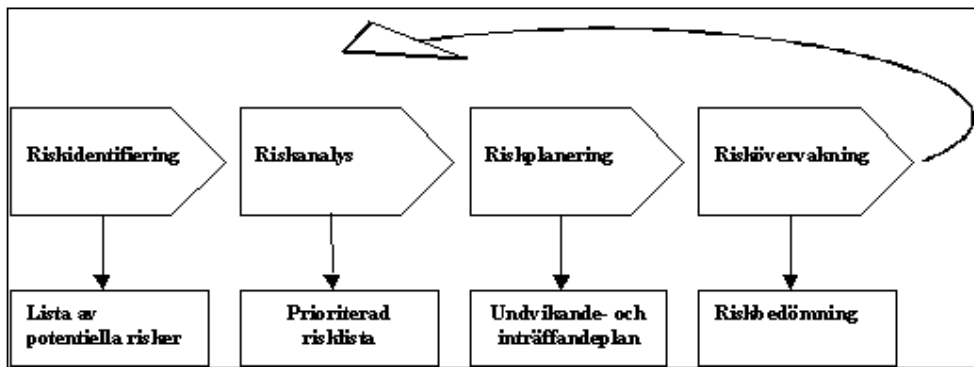 Riskidentifiering
Riskanalys
Riskplanering
Riskövervakning
Lista av
potentiella risker
Prioriterad
risklista
Undvikande- och
inträffandeplan
Riskbedömning